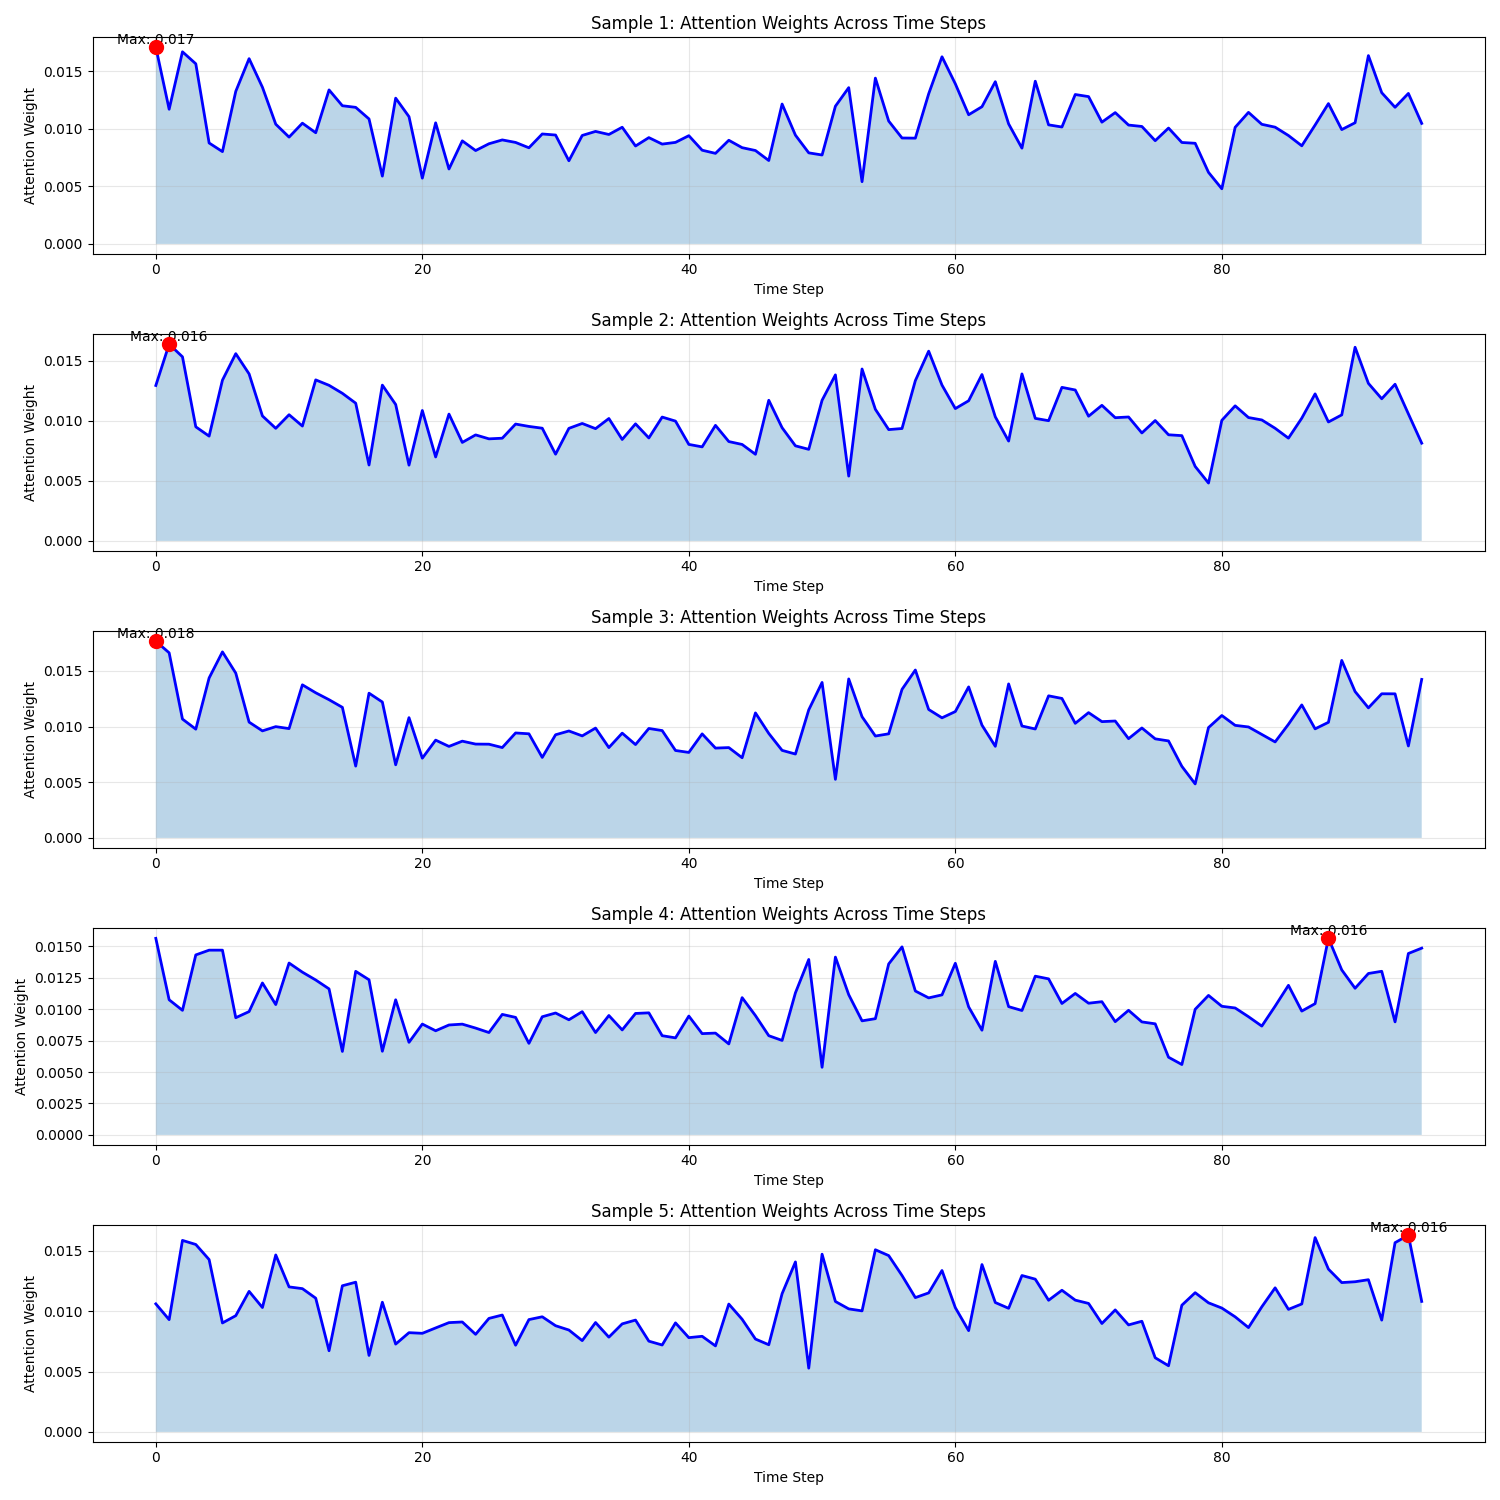 Sample 1: Attention Weights Across Time Steps
Max: 0.017
0.015
0.010
0.005
0.000
Attention Weight
0 20 40 60 80
Time Step
Sample 2: Attention Weights Across Time Steps
Max: 0.016
0.015
0.010
0.005
0.000
Attention Weight
0 20 40 60 80
Time Step
Sample 3: Attention Weights Across Time Steps
Max: 0.018
0.015
0.010
0.005
0.000
Attention Weight
0 20 40 60 80
Time Step
Sample 4: Attention Weights Across Time Steps
Max: 0.016
0.0150
0.0125
0.0100
0.0075
0.0050
0.0025
0.0000
Attention Weight
0 20 40 60 80
Time Step
Sample 5: Attention Weights Across Time Steps
Max: 0.016
0.015
0.010
0.005
0.000
Attention Weight
0 20 40 60 80
Time Step